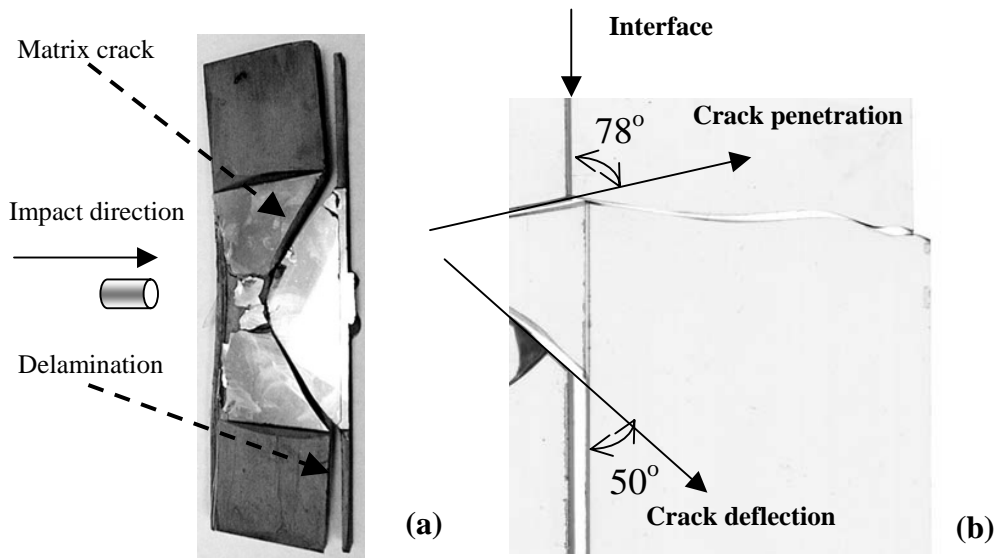 Matrix crack
Impact direction
Delamination
(a)
Interface
Crack penetration
78°
50°
Crack deflection
(b)